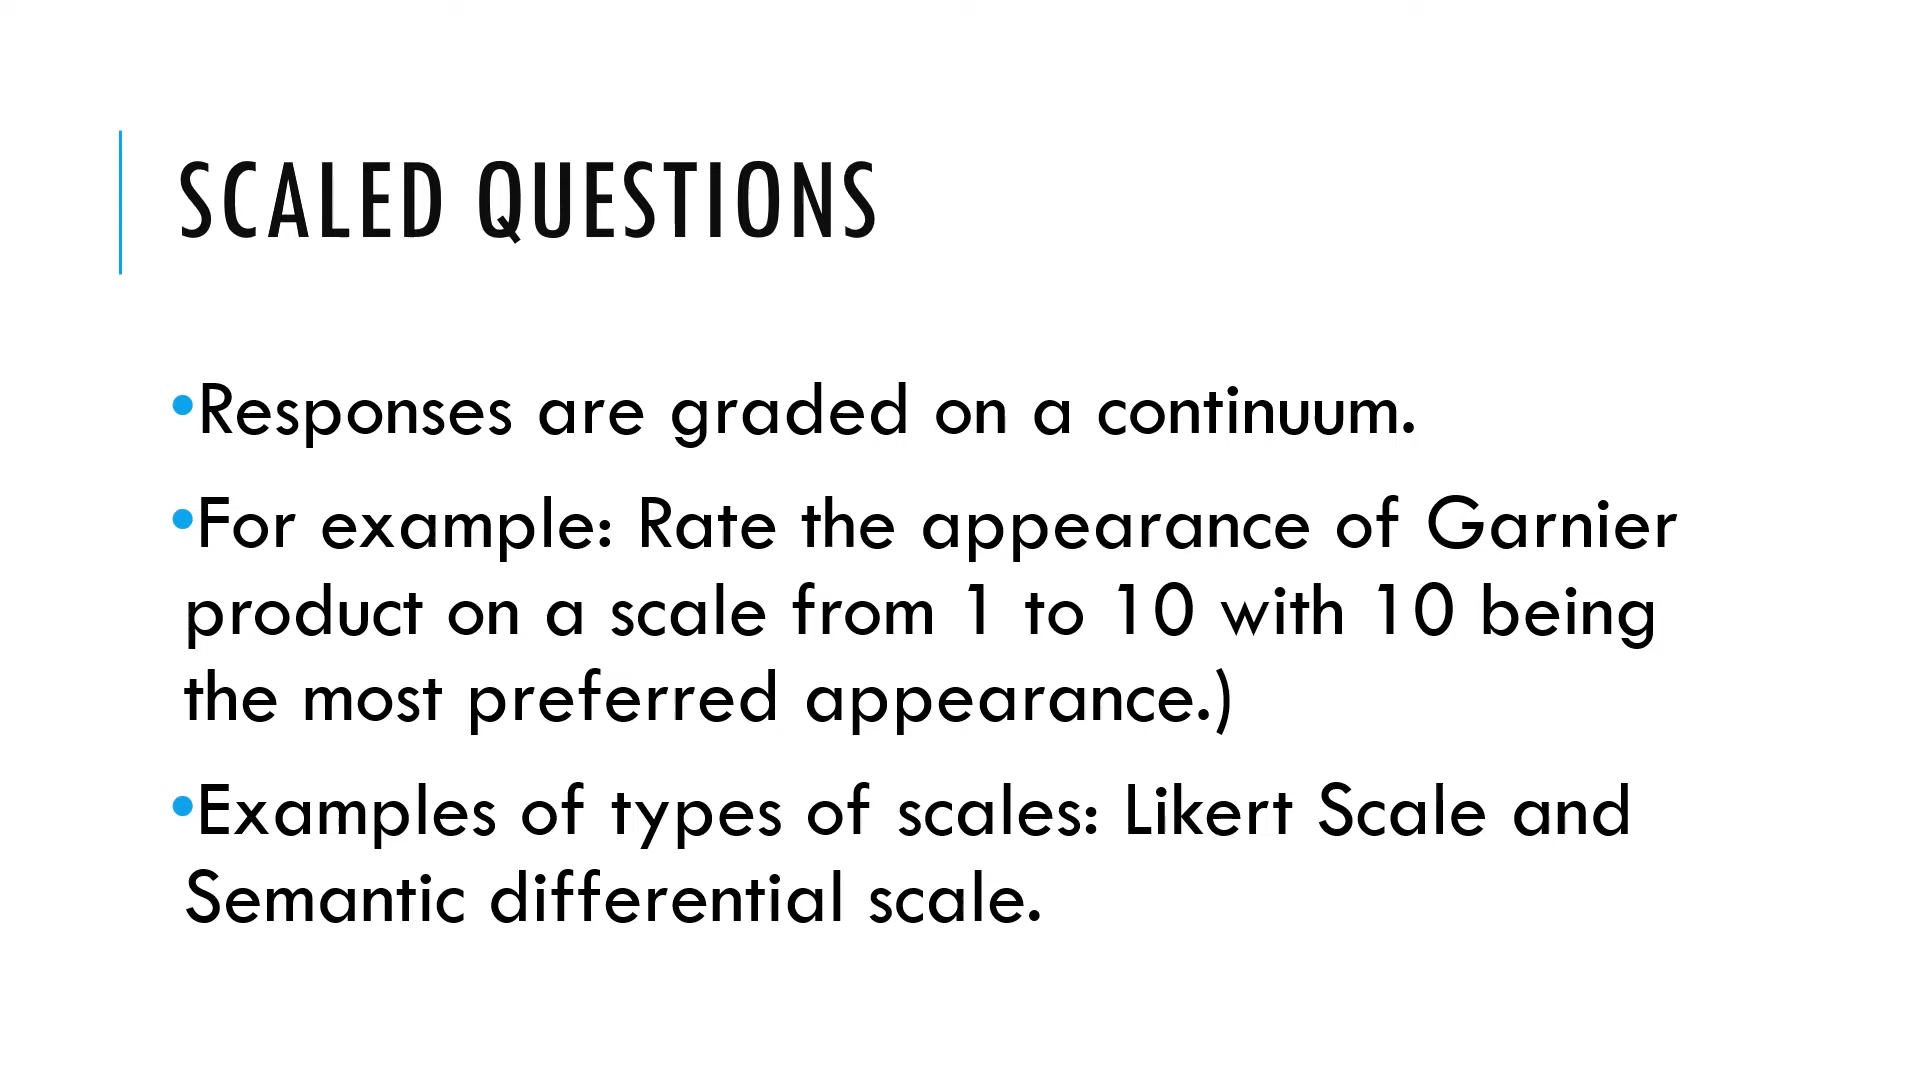 SCALED QUESTIONS
•Responses are graded on a continuum.
•For example: Rate the appearance of Garnier
product on a scale from 1 to 10 with 10 being
the most preferred appearance.)
•Examples of types of scales: Likert Scale and
Semantic differential scale.